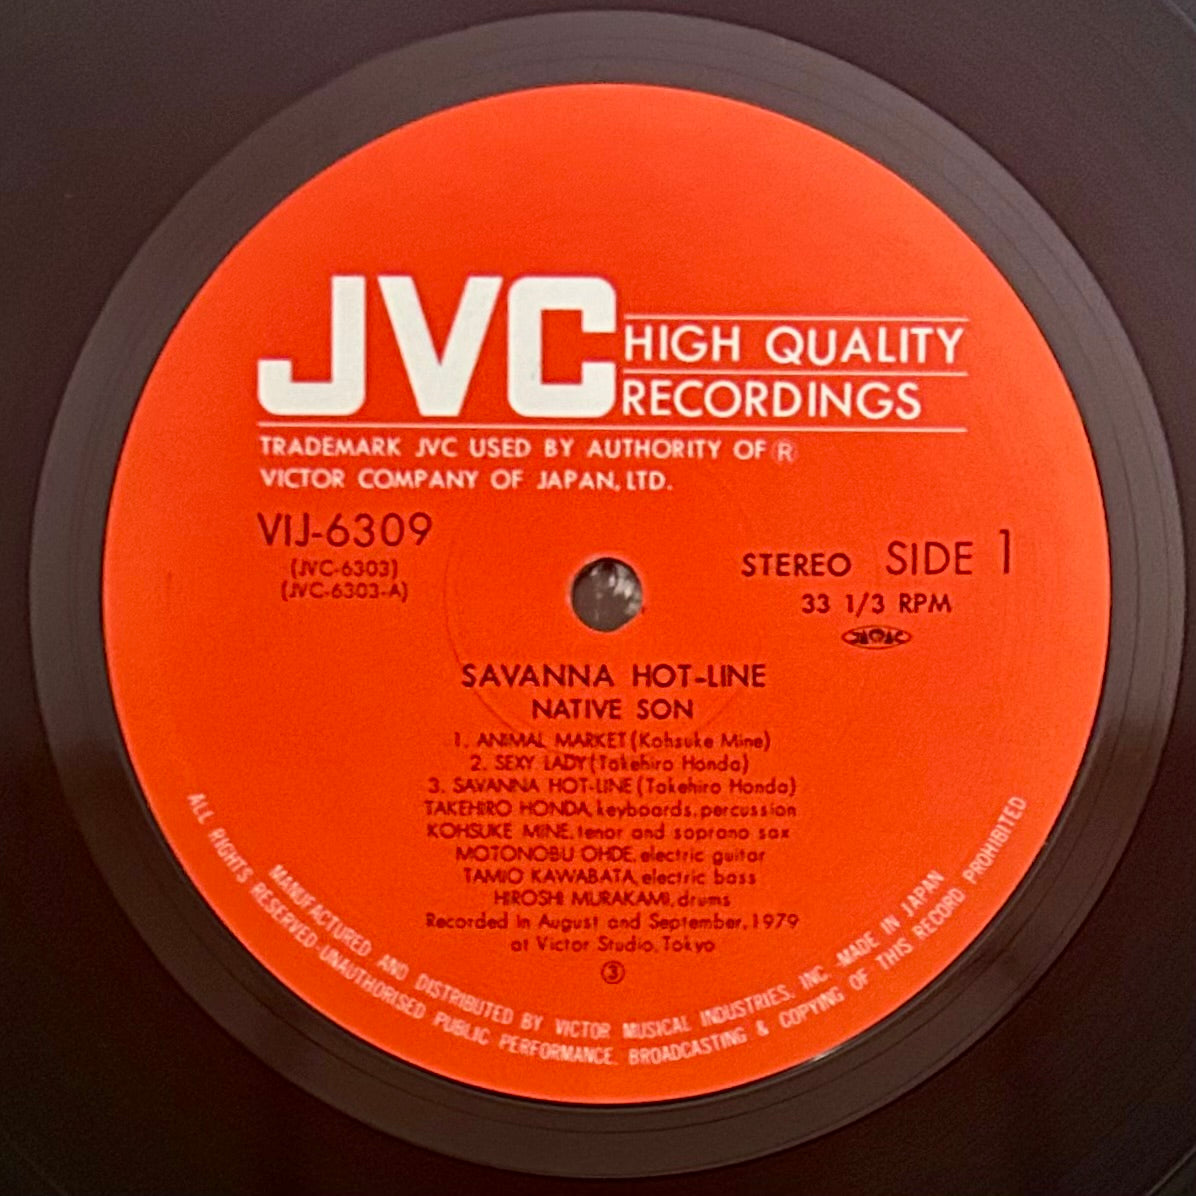 JVC HIGH QUALITY
RECORDINGS
TRADEMARK JVC USED BY AUTHORITY OF ®
VICTOR COMPANY OF JAPAN, LTD.
VIJ-6309
(JVC-6303)
(JVC-6303-A)
STEREO SIDE 1
33 1/3 RPM
SAVANNA HOT-LINE
NATIVE SON
1. ANIMAL MARKET (Kohsuke Mine)
2. SEXY LADY (Takehiro Honda)
3. SAVANNA HOT-LINE (Takehiro Honda)
TAKEHIRO HONDA, keyboards, percussion
KOHSUKE MINE, tenor and soprano sax
MOTONOBU OHDE, electric guitar
TAMIO KAWABATA, electric bass
HIROSHI MURAKAMI, drums
Recorded in August and September, 1979
at Victor Studio, Tokyo
③
MANUFACTURED AND DISTRIBUTED BY VICTOR MUSICAL INDUSTRIES, INC. MADE IN JAPAN
ALL RIGHTS RESERVED-UNAUTHORISED PUBLIC PERFORMANCE, BROADCASTING & COPYING OF THIS RECORD PROHIBITED